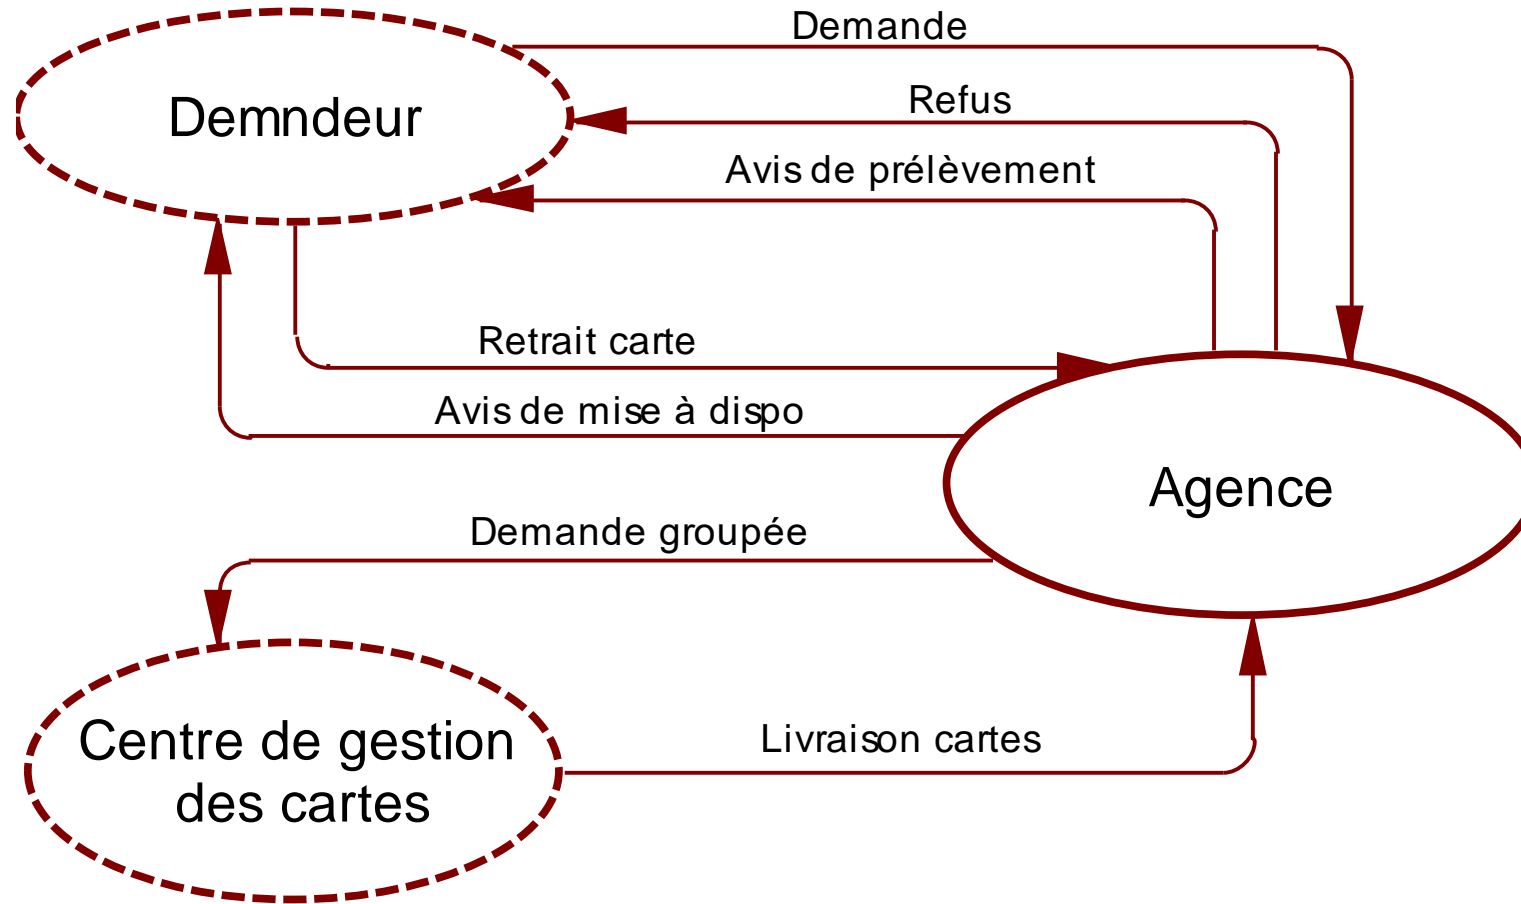 Demande
Demndeur
Refus
Avis de prélèvement
Retrait carte
Avis de mise à dispo
Agence
Demande groupée
Centre de gestion
des cartes
Livraison cartes